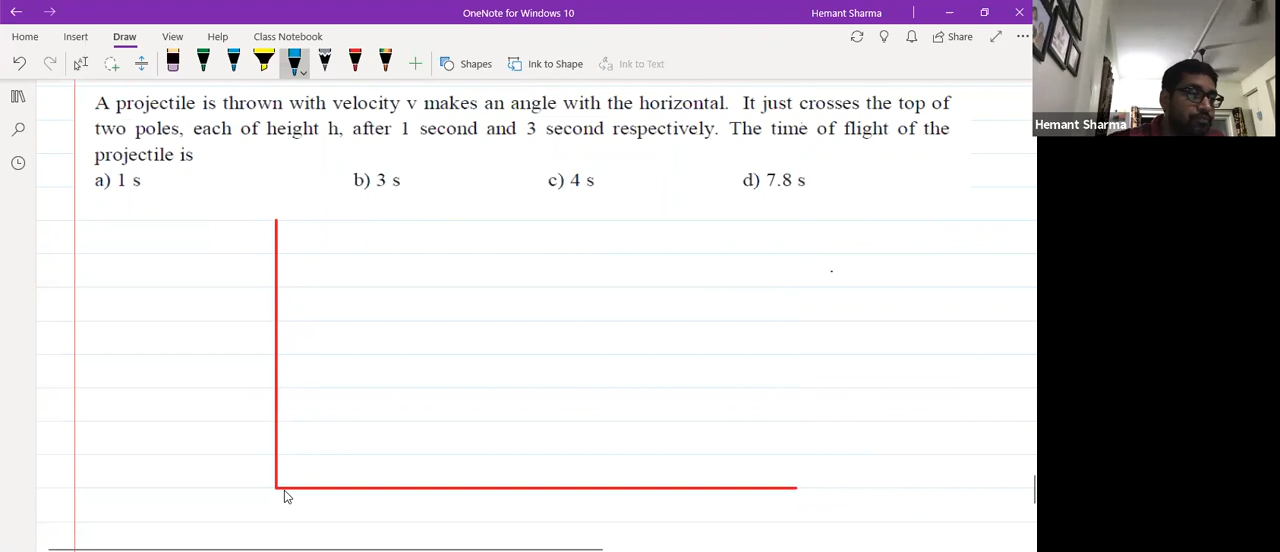 OneNote for Windows 10
Hemant Sharma
Home Insert Draw View Help Class Notebook
Share
Shapes Ink to Shape Ink to Text
A projectile is thrown with velocity v makes an angle with the horizontal. It just crosses the top of
two poles, each of height h, after 1 second and 3 second respectively. The time of flight of the
projectile is
a) 1 s b) 3 s c) 4 s d) 7.8 s
Hemant Sharma